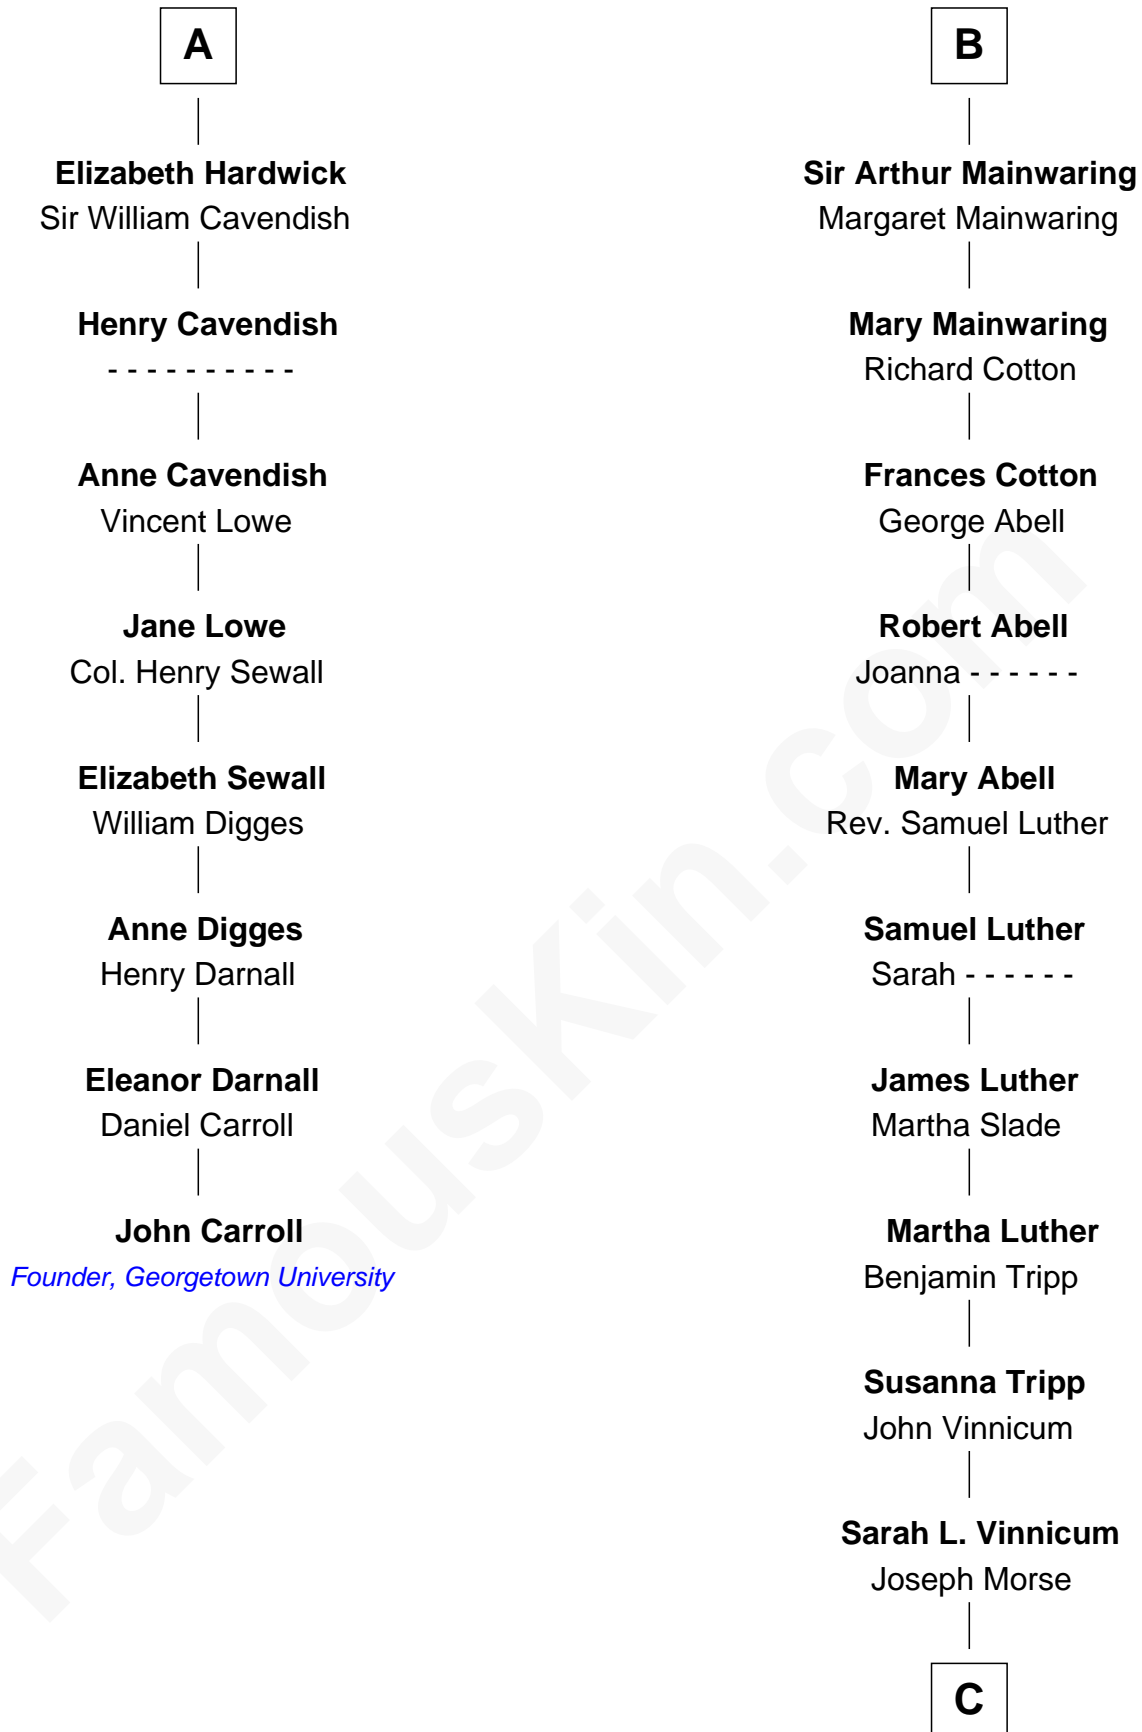 A
Elizabeth Hardwick
Sir William Cavendish
Henry Cavendish
- - - - - - - - - -
Anne Cavendish
Vincent Lowe
Jane Lowe
Col. Henry Sewall
Elizabeth Sewall
William Digges
Anne Digges
Henry Darnall
Eleanor Darnall
Daniel Carroll
John Carroll
Founder, Georgetown University
B
Sir Arthur Mainwaring
Margaret Mainwaring
Mary Mainwaring
Richard Cotton
Frances Cotton
George Abell
Robert Abell
Joanna - - - - - -
Mary Abell
Rev. Samuel Luther
Samuel Luther
Sarah - - - - - -
James Luther
Martha Slade
Martha Luther
Benjamin Tripp
Susanna Tripp
John Vinnicum
Sarah L. Vinnicum
Joseph Morse
C
FamousKin.com